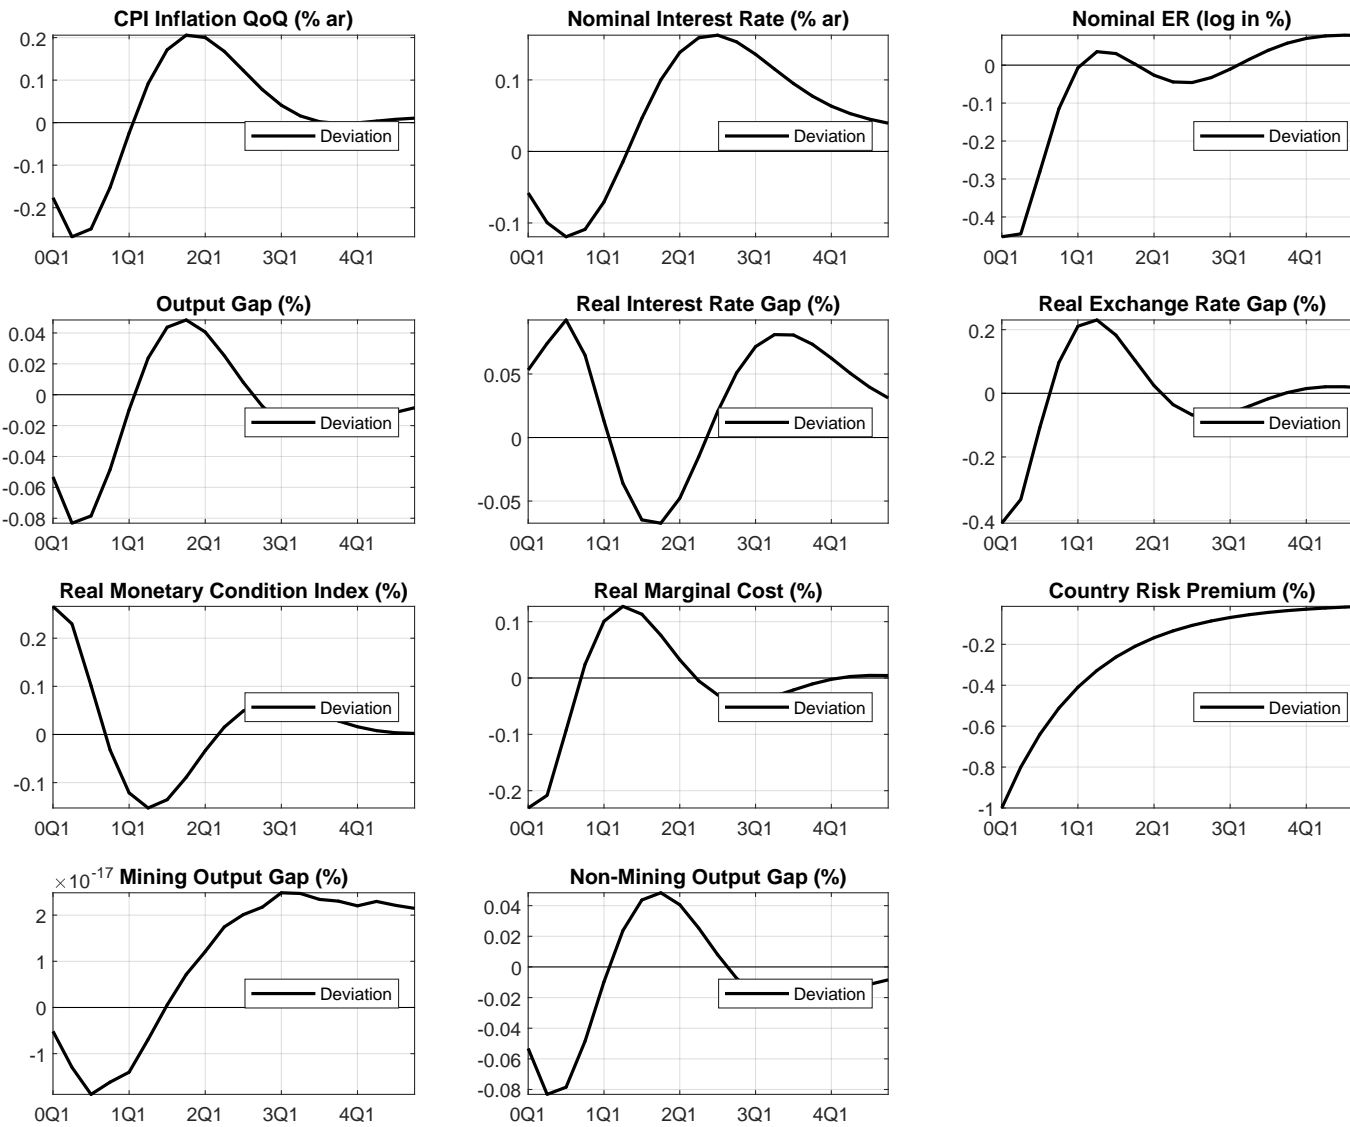 CPI Inflation QoQ (% ar)
0.2
0.1
0
-0.1
-0.2
Deviation
0Q1 1Q1 2Q1 3Q1 4Q1
Nominal Interest Rate (% ar)
0.1
0
-0.1
Deviation
0Q1 1Q1 2Q1 3Q1 4Q1
Nominal ER (log in %)
0
-0.1
-0.2
-0.3
-0.4
Deviation
0Q1 1Q1 2Q1 3Q1 4Q1
Output Gap (%)
0.04
0.02
0
-0.02
-0.04
-0.06
-0.08
Deviation
0Q1 1Q1 2Q1 3Q1 4Q1
Real Interest Rate Gap (%)
0.05
0
-0.05
Deviation
0Q1 1Q1 2Q1 3Q1 4Q1
Real Exchange Rate Gap (%)
0.2
0
-0.2
-0.4
Deviation
0Q1 1Q1 2Q1 3Q1 4Q1
Real Monetary Condition Index (%)
0.2
0.1
0
-0.1
Deviation
0Q1 1Q1 2Q1 3Q1 4Q1
Real Marginal Cost (%)
0.1
0
-0.1
-0.2
Deviation
0Q1 1Q1 2Q1 3Q1 4Q1
Country Risk Premium (%)
-0.2
-0.4
-0.6
-0.8
-1
Deviation
0Q1 1Q1 2Q1 3Q1 4Q1
×10⁻¹⁷ Mining Output Gap (%)
2
1
0
-1
Deviation
0Q1 1Q1 2Q1 3Q1 4Q1
Non-Mining Output Gap (%)
0.04
0.02
0
-0.02
-0.04
-0.06
-0.08
Deviation
0Q1 1Q1 2Q1 3Q1 4Q1